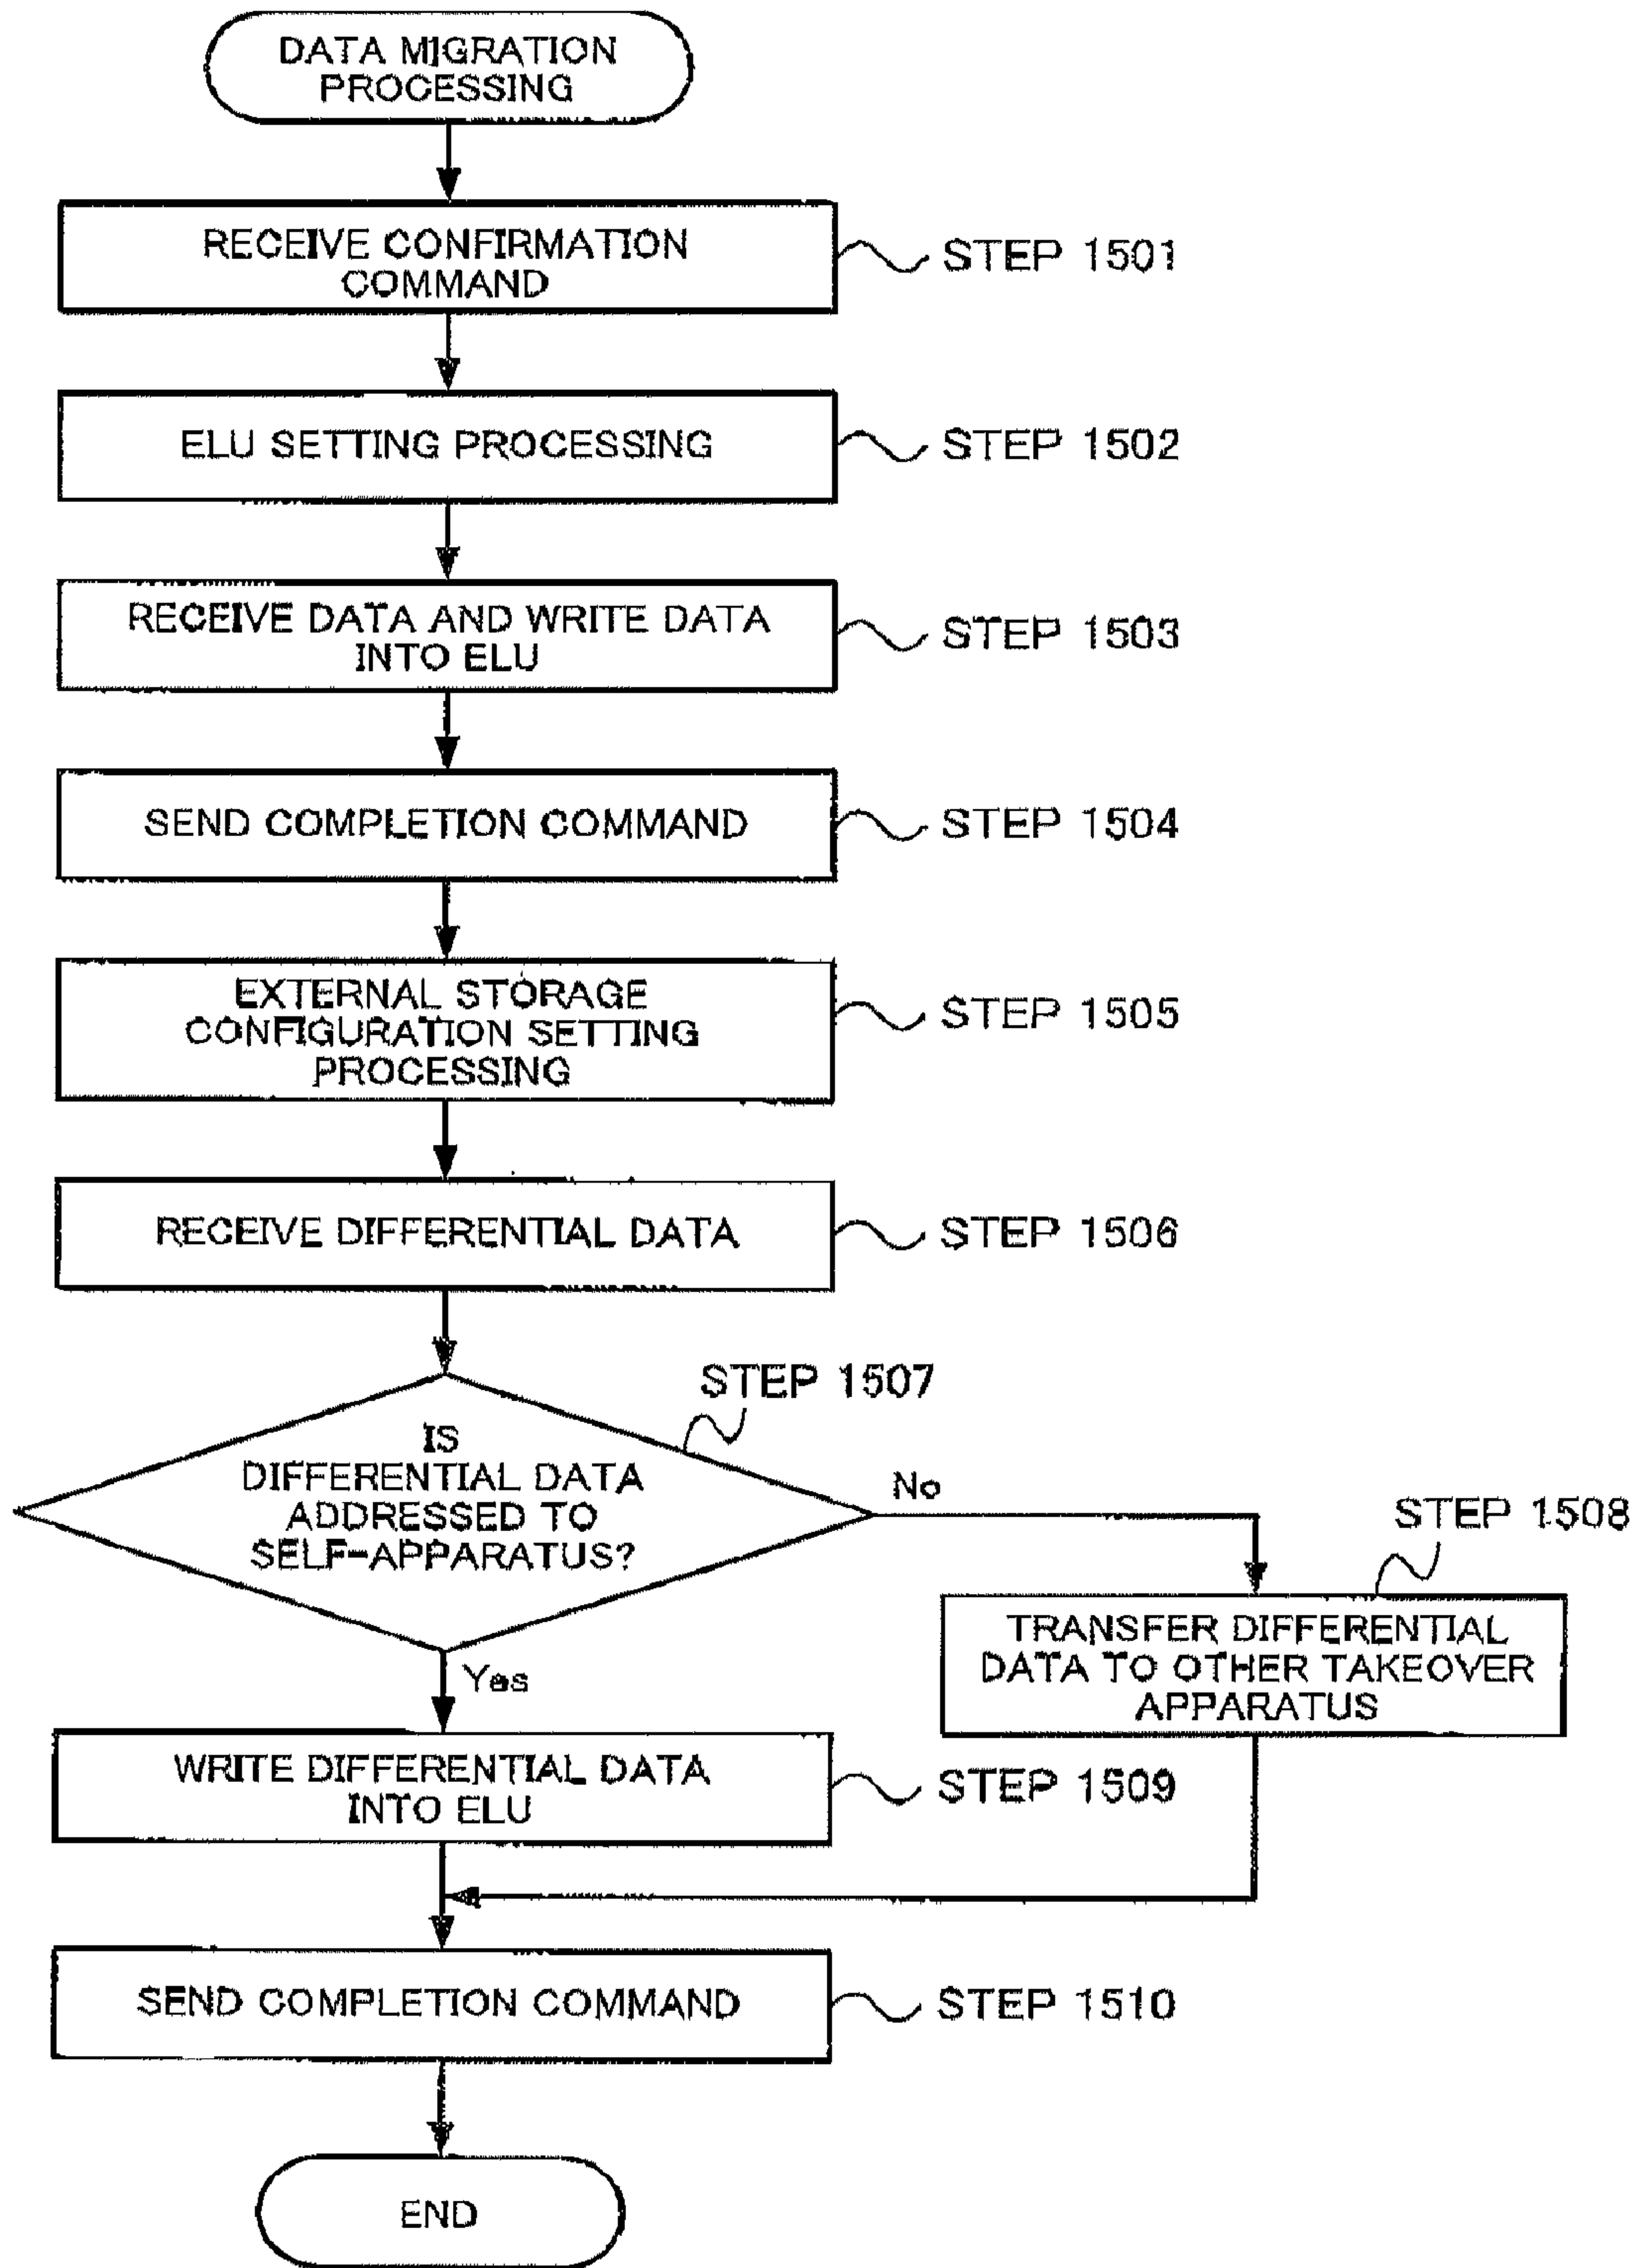 DATA MIGRATION
PROCESSING
RECEIVE CONFIRMATION
COMMAND
STEP 1501
ELU SETTING PROCESSING
STEP 1502
RECEIVE DATA AND WRITE DATA
INTO ELU
STEP 1503
SEND COMPLETION COMMAND
STEP 1504
EXTERNAL STORAGE
CONFIGURATION SETTING
PROCESSING
STEP 1505
RECEIVE DIFFERENTIAL DATA
STEP 1506
STEP 1507
IS
DIFFERENTIAL DATA
ADDRESSED TO
SELF-APPARATUS?
No
STEP 1508
TRANSFER DIFFERENTIAL
DATA TO OTHER TAKEOVER
APPARATUS
Yes
WRITE DIFFERENTIAL DATA
INTO ELU
STEP 1509
SEND COMPLETION COMMAND
STEP 1510
END